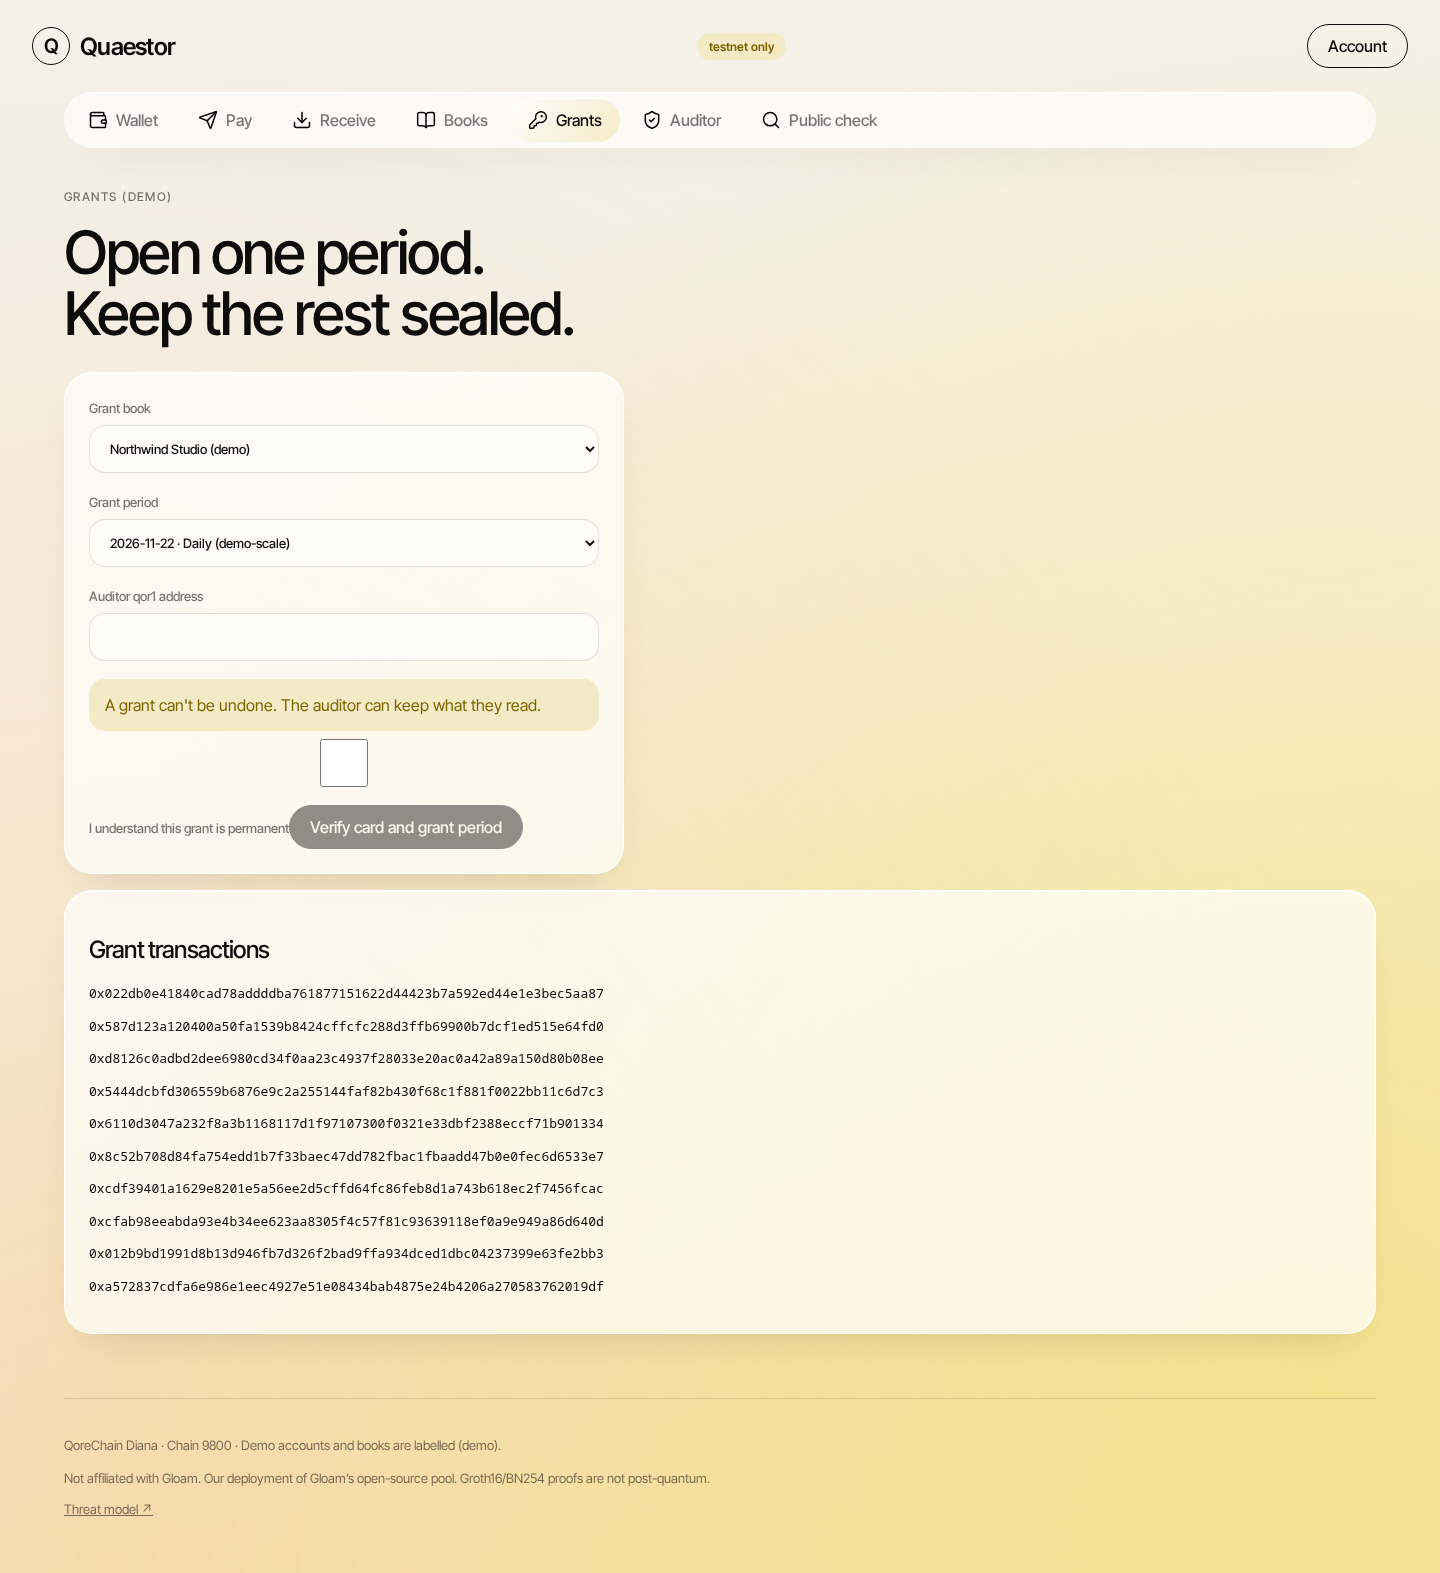 Q Quaestor
testnet only
Account
Wallet
Pay
Receive
Books
Grants
Auditor
Public check
GRANTS (DEMO)
Open one period.
Keep the rest sealed.
Grant book
Northwind Studio (demo)
Grant period
2026-11-22 · Daily (demo-scale)
Auditor qor1 address
A grant can't be undone. The auditor can keep what they read.
I understand this grant is permanent
Verify card and grant period
Grant transactions
0x022db0e41840cad78addddba761877151622d44423b7a592ed44e1e3bec5aa87
0x587d123a120400a50fa1539b8424cffcfc288d3ffb69900b7dcf1ed515e64fd0
0xd8126c0adbd2dee6980cd34f0aa23c4937f28033e20ac0a42a89a150d80b08ee
0x5444dcbfd306559b6876e9c2a255144faf82b430f68c1f881f0022bb11c6d7c3
0x6110d3047a232f8a3b1168117d1f97107300f0321e33dbf2388eccf71b901334
0x8c52b708d84fa754edd1b7f33baec47dd782fbac1fbaadd47b0e0fec6d6533e7
0xcdf39401a1629e8201e5a56ee2d5cffd64fc86feb8d1a743b618ec2f7456fcac
0xcfab98eeabda93e4b34ee623aa8305f4c57f81c93639118ef0a9e949a86d640d
0x012b9bd1991d8b13d946fb7d326f2bad9ffa934dced1dbc04237399e63fe2bb3
0xa572837cdfa6e986e1eec4927e51e08434bab4875e24b4206a270583762019df
QoreChain Diana · Chain 9800 · Demo accounts and books are labelled (demo).
Not affiliated with Gloam. Our deployment of Gloam's open-source pool. Groth16/BN254 proofs are not post-quantum.
Threat model ↗